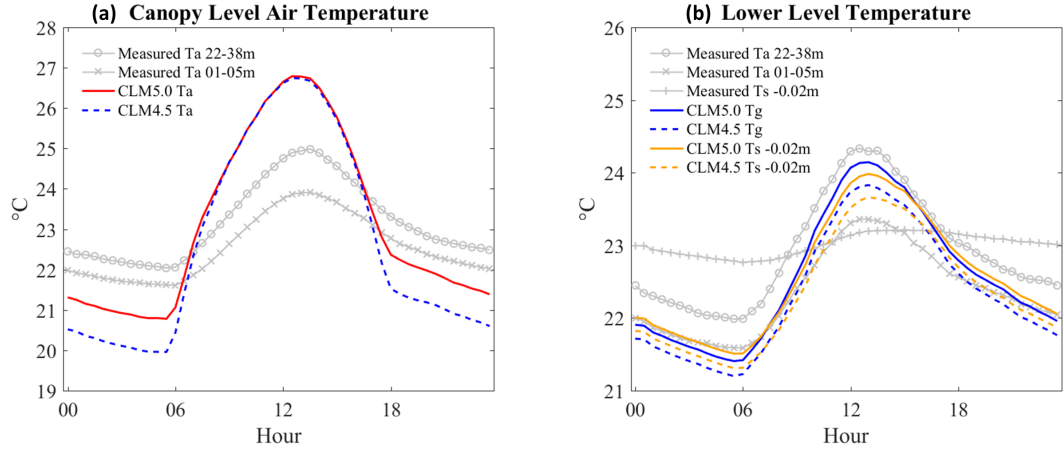 (a) Canopy Level Air Temperature
28
27
26
25
24
23
22
21
20
19
°C
Measured Ta 22-38m
Measured Ta 01-05m
CLM5.0 Ta
CLM4.5 Ta
00 06 12 18
Hour
(b) Lower Level Temperature
26
25
24
23
22
21
°C
Measured Ta 22-38m
Measured Ta 01-05m
Measured Ts -0.02m
CLM5.0 Tg
CLM4.5 Tg
CLM5.0 Ts -0.02m
CLM4.5 Ts -0.02m
00 06 12 18
Hour